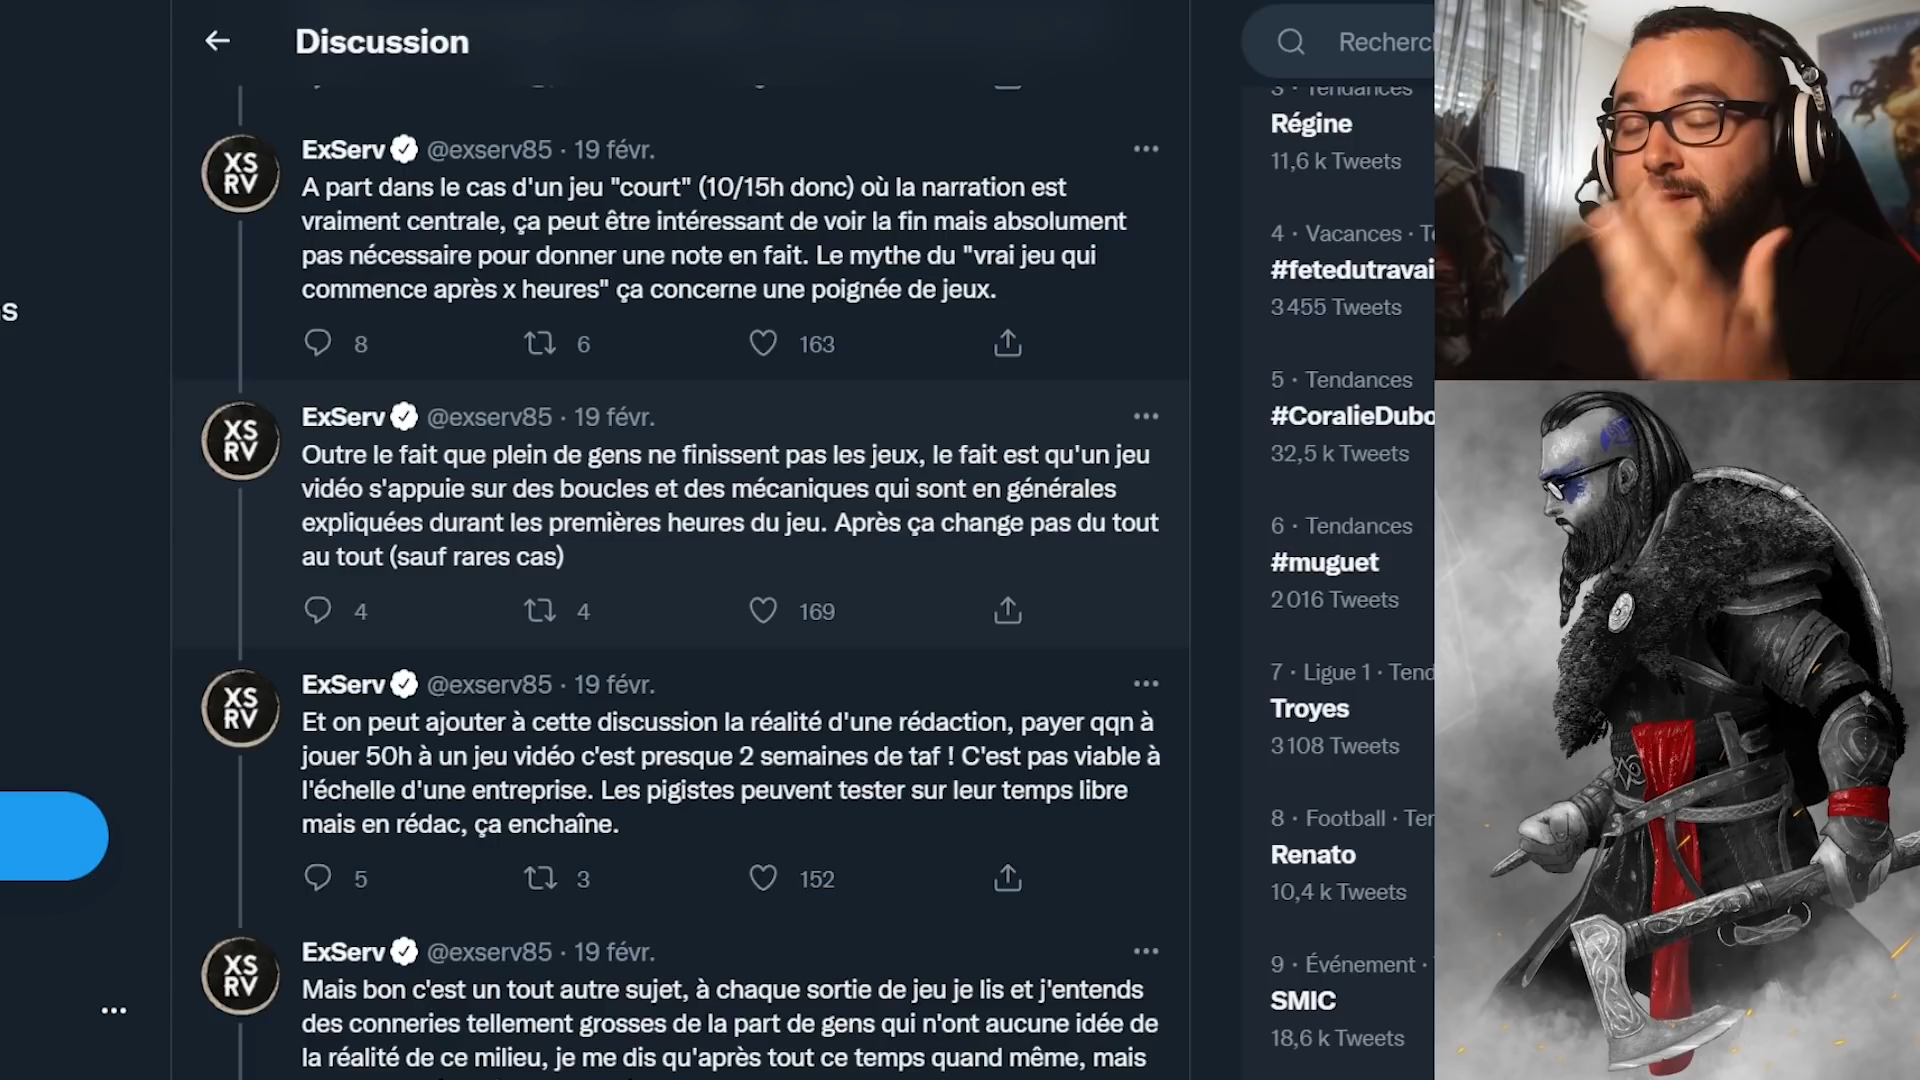 Discussion
ExServ @exserv85 · 19 févr.
A part dans le cas d'un jeu "court" (10/15h donc) où la narration est
vraiment centrale, ça peut être intéressant de voir la fin mais absolument
pas nécessaire pour donner une note en fait. Le mythe du "vrai jeu qui
commence après x heures" ça concerne une poignée de jeux.
8 6 163
ExServ @exserv85 · 19 févr.
Outre le fait que plein de gens ne finissent pas les jeux, le fait est qu'un jeu
vidéo s'appuie sur des boucles et des mécaniques qui sont en générales
expliquées durant les premières heures du jeu. Après ça change pas du tout
au tout (sauf rares cas)
4 4 169
ExServ @exserv85 · 19 févr.
Et on peut ajouter à cette discussion la réalité d'une rédaction, payer qqn à
jouer 50h à un jeu vidéo c'est presque 2 semaines de taf ! C'est pas viable à
l'échelle d'une entreprise. Les pigistes peuvent tester sur leur temps libre
mais en rédac, ça enchaîne.
5 3 152
ExServ @exserv85 · 19 févr.
Mais bon c'est un tout autre sujet, à chaque sortie de jeu je lis et j'entends
des conneries tellement grosses de la part de gens qui n'ont aucune idée de
la réalité de ce milieu, je me dis qu'après tout ce temps quand même, mais
XS
RV
XS
RV
XS
RV
XS
RV
s
Recherc
3 · Tendances
Régine
11,6 k Tweets
4 · Vacances · T
#fetedutravai
3 455 Tweets
5 · Tendances
#CoralieDubo
32,5 k Tweets
6 · Tendances
#muguet
2 016 Tweets
7 · Ligue 1 · Tend
Troyes
3 108 Tweets
8 · Football · Ter
Renato
10,4 k Tweets
9 · Événement ·
SMIC
18,6 k Tweets